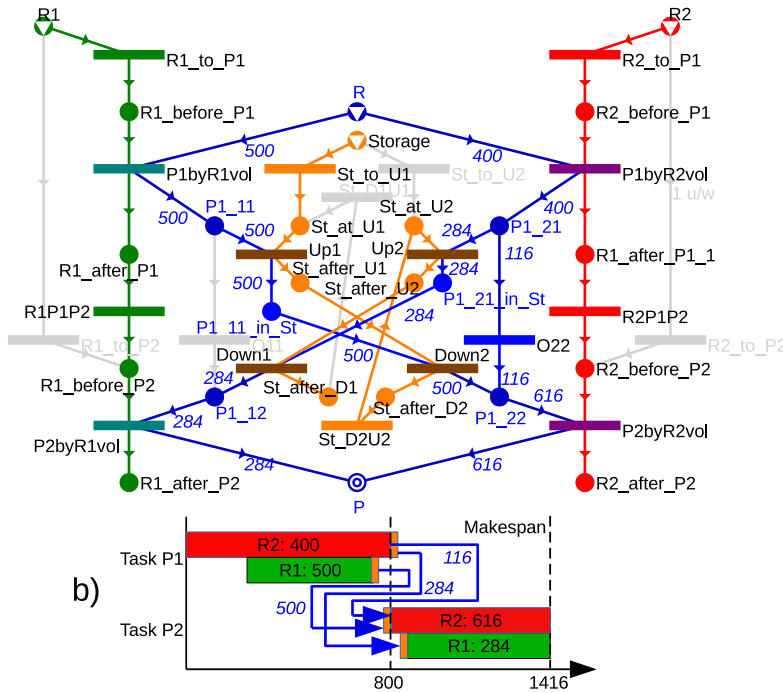 R1
R2
R1_to_P1
R2_to_P1
R
R1_before_P1
R2_before_P1
Storage
500
400
P1byR1vol
St_to_U1
St_to_U2
P1byR2vol
St_D1U1
1 u/w
500
P1_11
St_at_U1
St_at_U2
P1_21
400
500
284
116
Up1
Up2
R1_after_P1
St_after_U1
284
R2_after_P1_1
500
St_after_U2
P1_21_in_St
R1P1P2
P1_11_in_St
284
R2P1P2
R1_to_P2
O11
500
O22
R2_to_P2
Down1
Down2
R1_before_P2
284
St_after_D1
500
116
R2_before_P2
P1_12
St_after_D2
P1_22
616
284
P2byR1vol
St_D2U2
P2byR2vol
284
616
R1_after_P2
P
R2_after_P2
Makespan
Task P1
R2: 400
116
R1: 500
284
b)
500
Task P2
R2: 616
R1: 284
800
1416